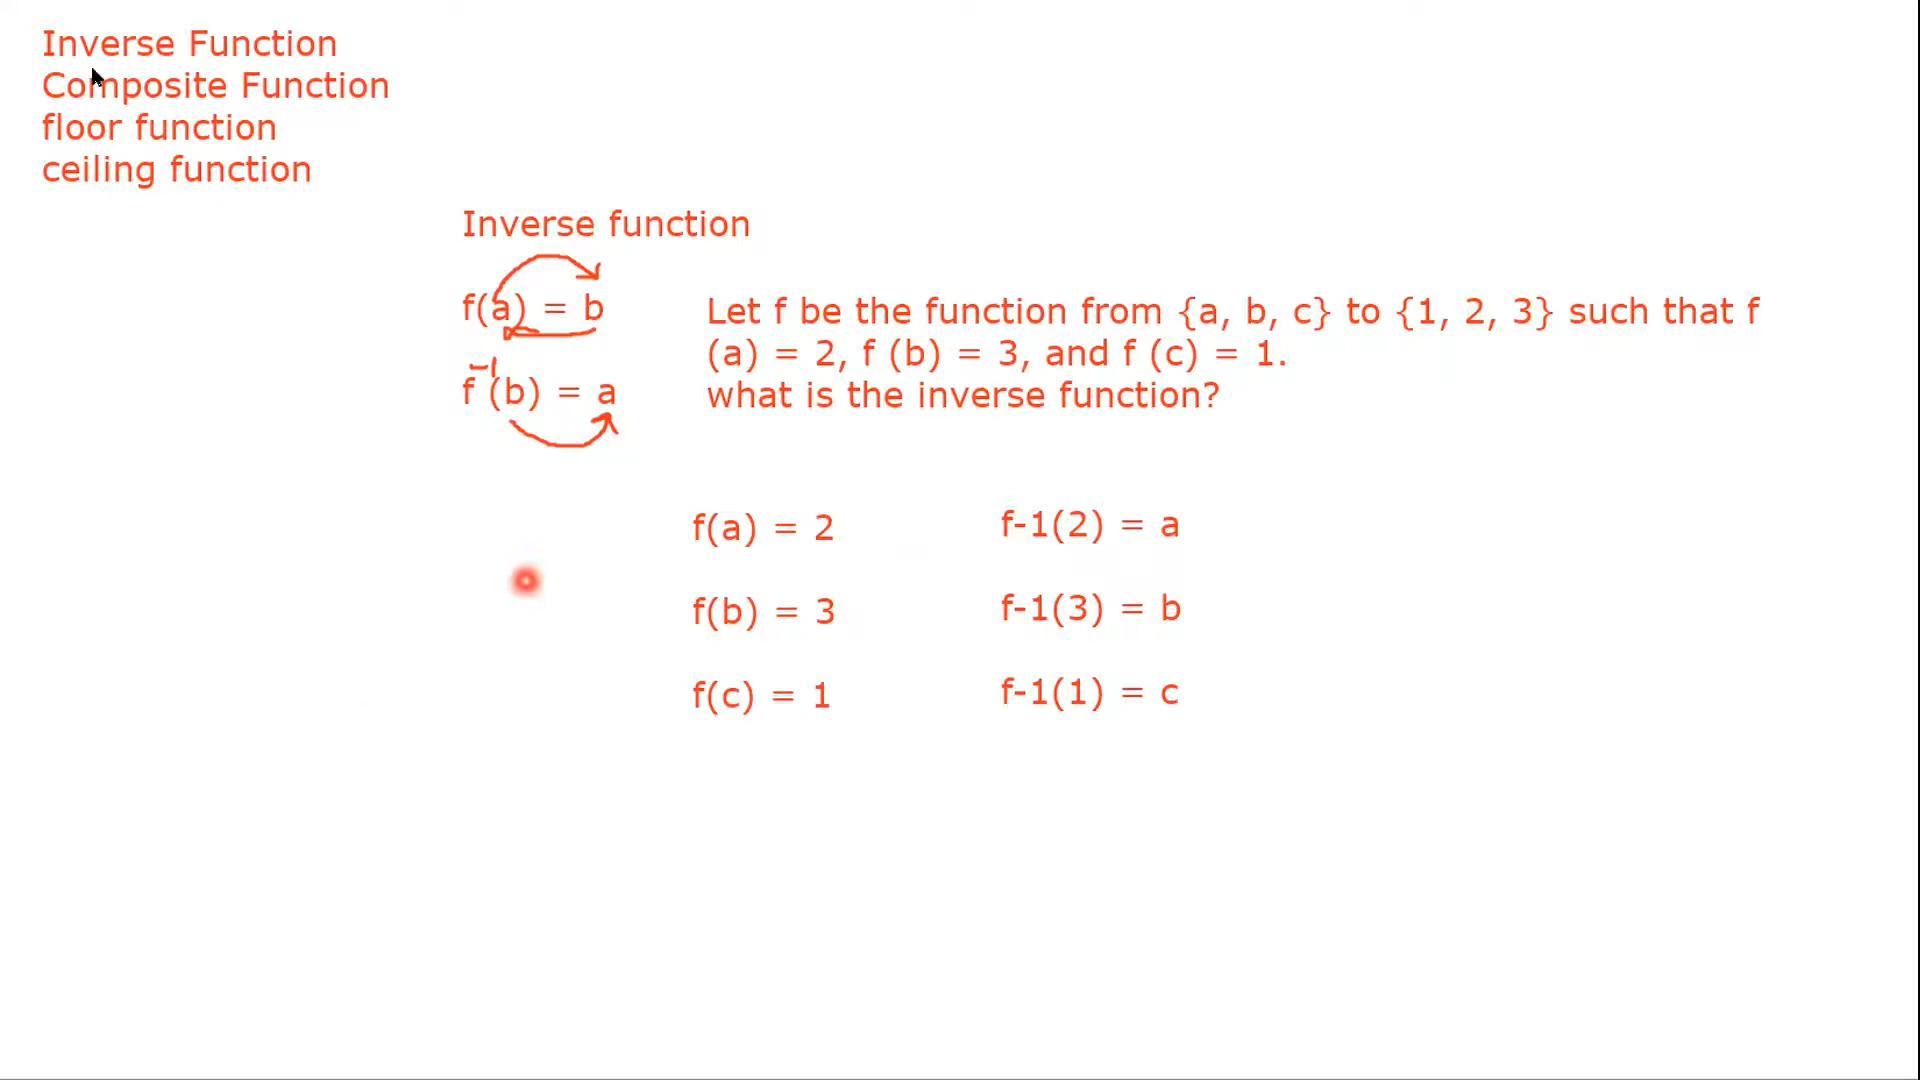 Inverse Function
Composite Function
floor function
ceiling function
Inverse function
f(a) = b
f⁻¹(b) = a
Let f be the function from {a, b, c} to {1, 2, 3} such that f
(a) = 2, f (b) = 3, and f (c) = 1.
what is the inverse function?
f(a) = 2
f-1(2) = a
f(b) = 3
f-1(3) = b
f(c) = 1
f-1(1) = c